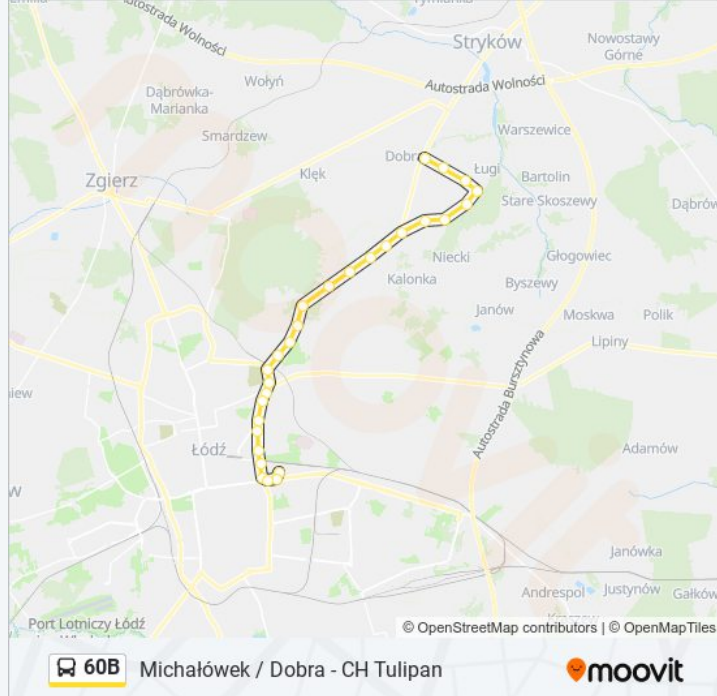 Autostrada Wolności
Stryków
Nowostawy
Górne
Wołyń
Autostrada Wolności
Dąbrówka-
Marianka
Smardzew
Warszewice
Dobra
Ługi
Zgierz
Klęk
Bartolin
Stare Skoszewy
Dąbrów
Niecki
Głogowiec
Kalonka
Byszewy
Janów
Moskwa
Polik
Lipiny
Autostrada Bursztynowa
Łódź
Adamów
Janówka
Andrespol
Justynów
Gałków
Port Lotniczy Łódź
© OpenStreetMap contributors | © OpenMapTiles
60B Michałówek / Dobra - CH Tulipan
moovit